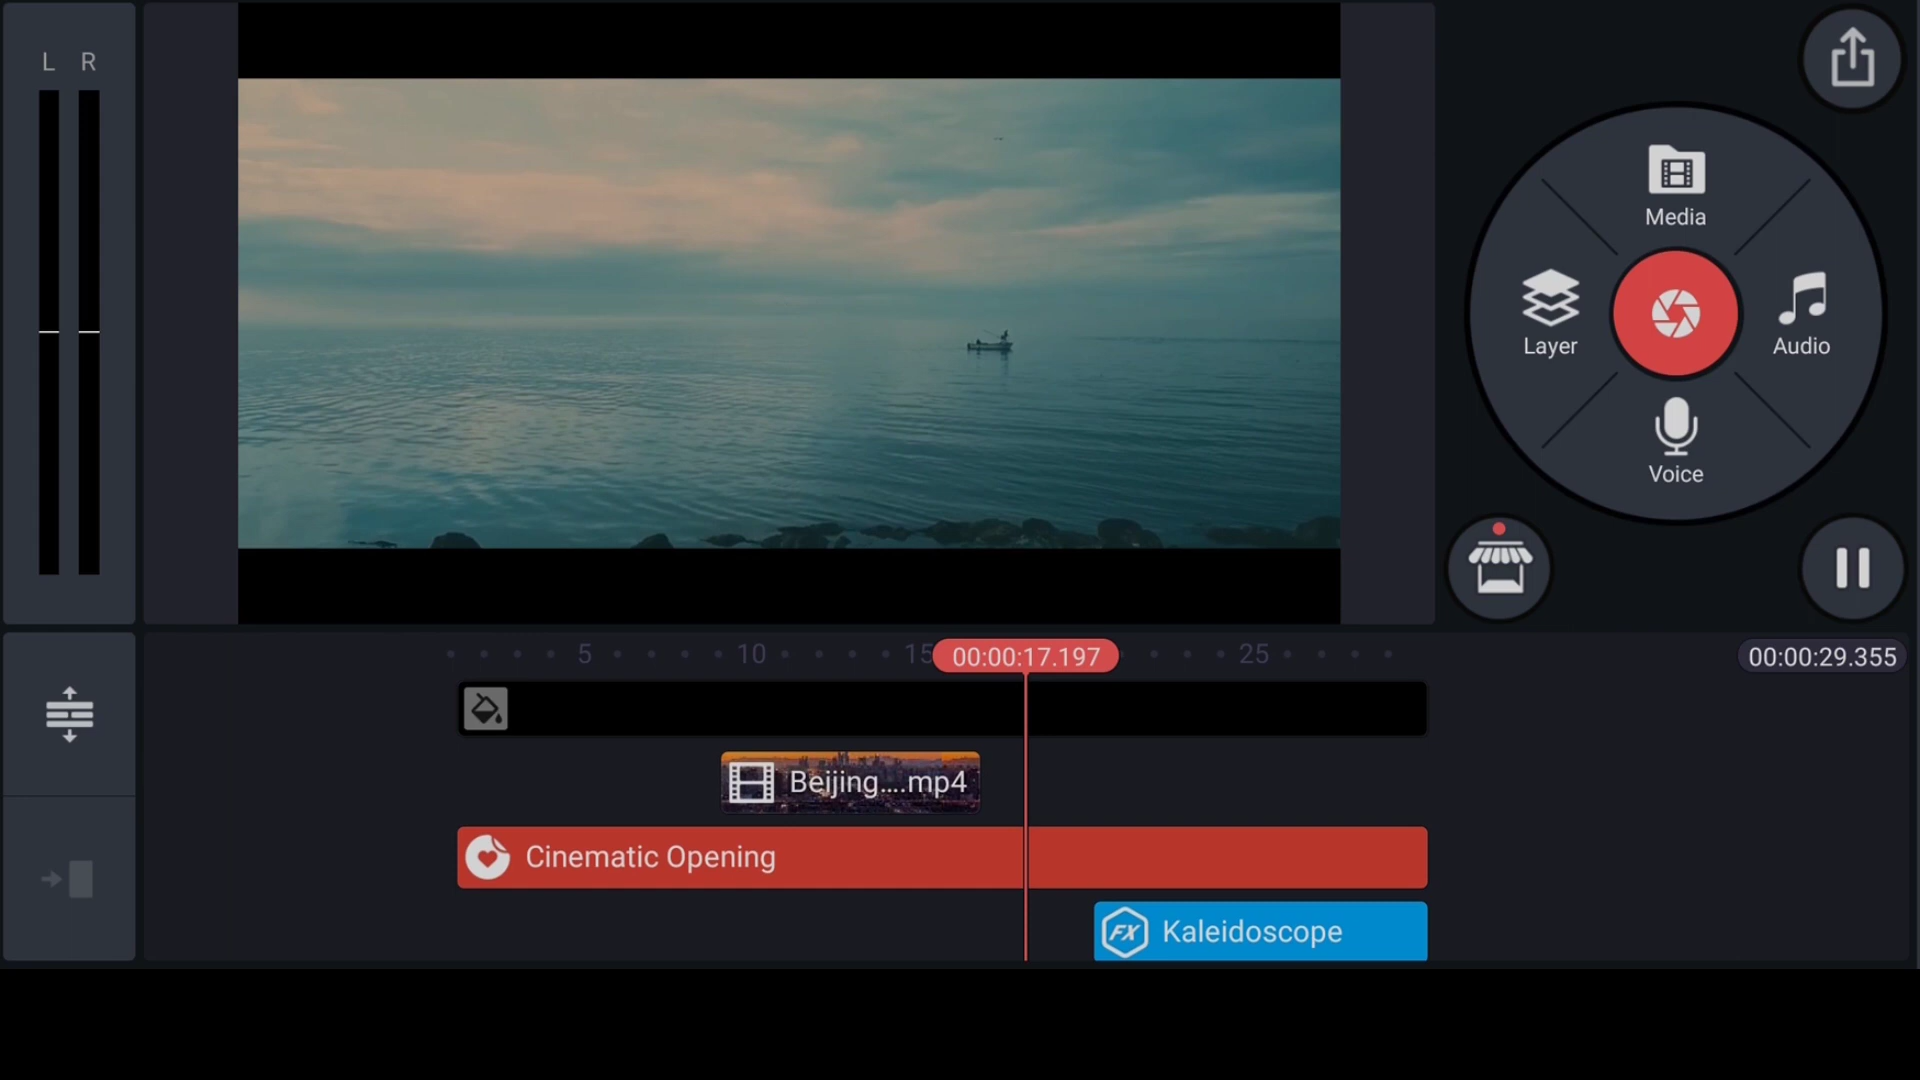 L R
Media
Layer
Audio
Voice
5 10 15 00:00:17.197 25 00:00:29.355
Beijing....mp4
Cinematic Opening
FX Kaleidoscope